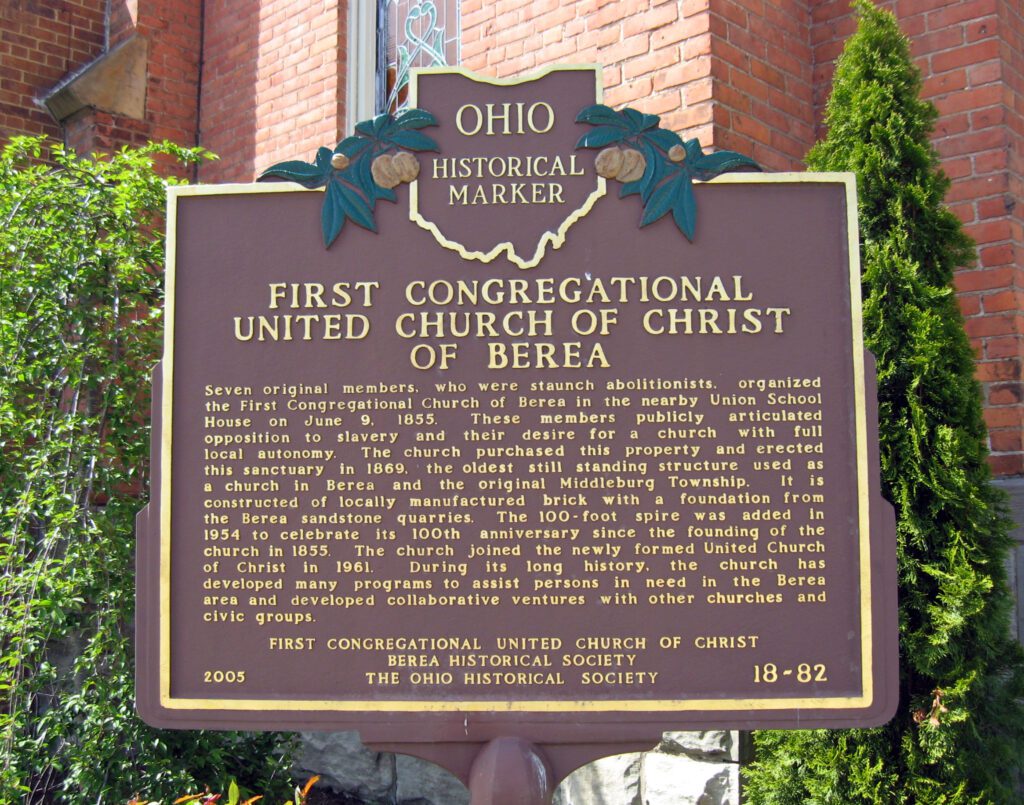 OHIO
HISTORICAL
MARKER
FIRST CONGREGATIONAL
UNITED CHURCH OF CHRIST
OF BEREA
Seven original members, who were staunch abolitionists, organized
the First Congregational Church of Berea in the nearby Union School
House on June 9, 1855. These members publicly articulated
opposition to slavery and their desire for a church with full
local autonomy. The church purchased this property and erected
this sanctuary in 1869, the oldest still standing structure used as
a church in Berea and the original Middleburg Township. It is
constructed of locally manufactured brick with a foundation from
the Berea sandstone quarries. The 100-foot spire was added in
1954 to celebrate its 100th anniversary since the founding of the
church in 1855. The church joined the newly formed United Church
of Christ in 1961. During its long history, the church has
developed many programs to assist persons in need in the Berea
area and developed collaborative ventures with other churches and
civic groups.
FIRST CONGREGATIONAL UNITED CHURCH OF CHRIST
BEREA HISTORICAL SOCIETY
2005 THE OHIO HISTORICAL SOCIETY 18-82